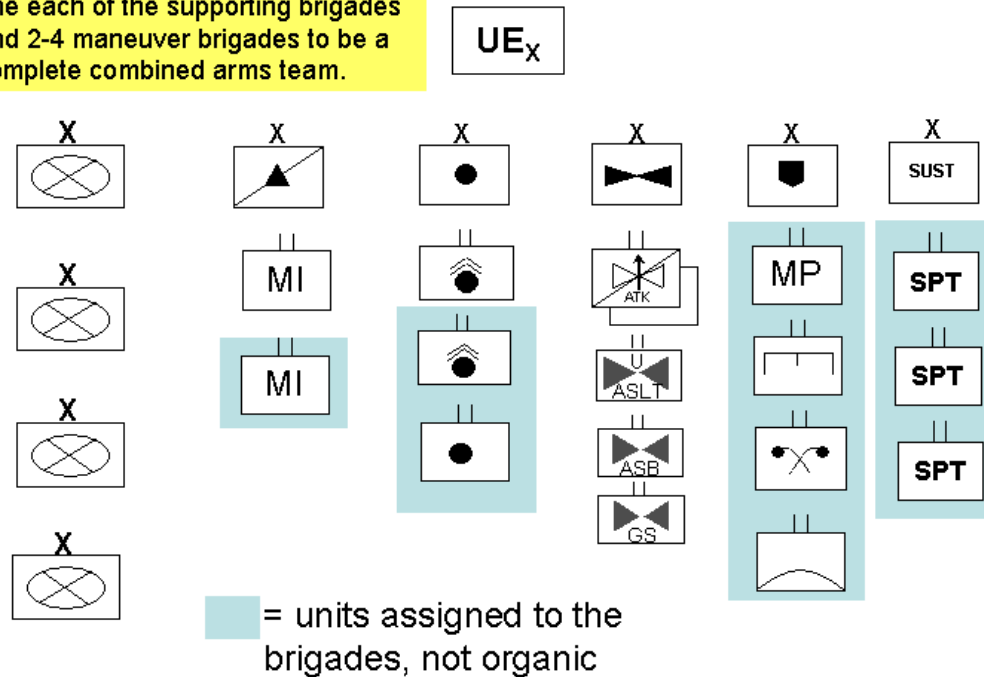 ne each of the supporting brigades
nd 2-4 maneuver brigades to be a
omplete combined arms team.
UEX
X X X X X X
SUST
MI
MP
SPT
X
ATK
MI
U
ASLT
SPT
X
ASB
SPT
GS
X
= units assigned to the
brigades, not organic